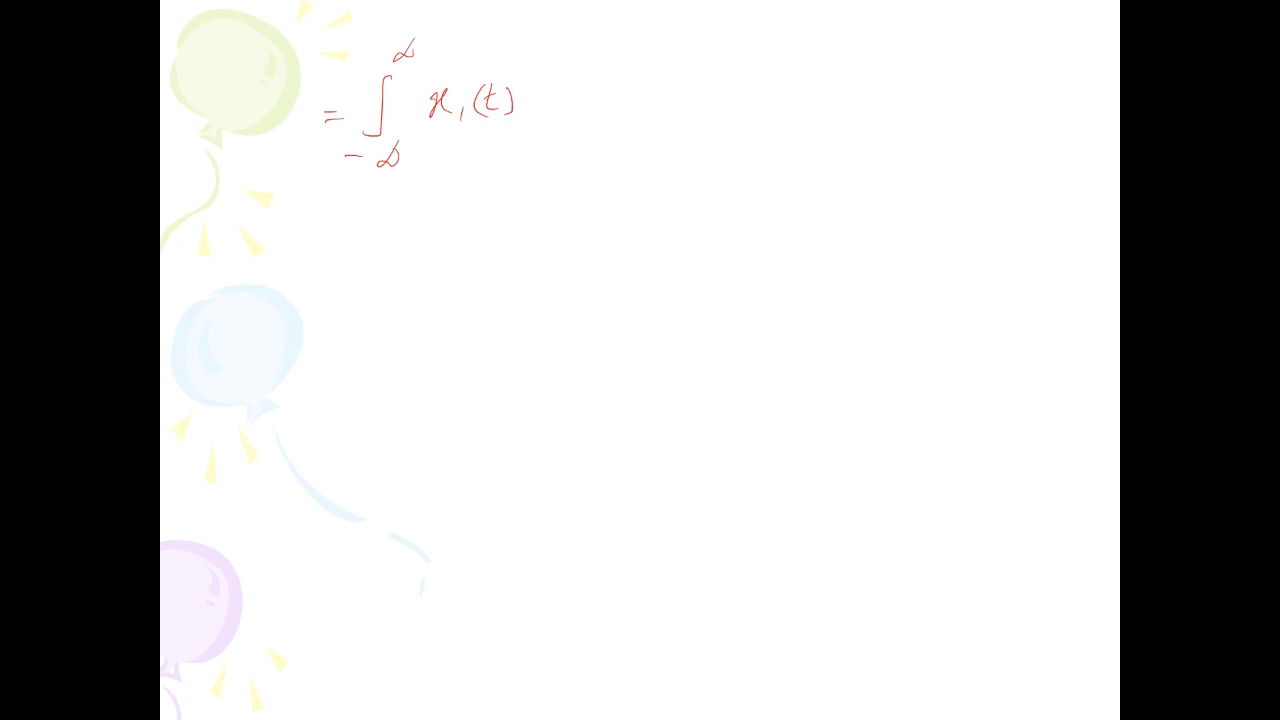 = ∫_{-∞}^{∞} x₁(t)